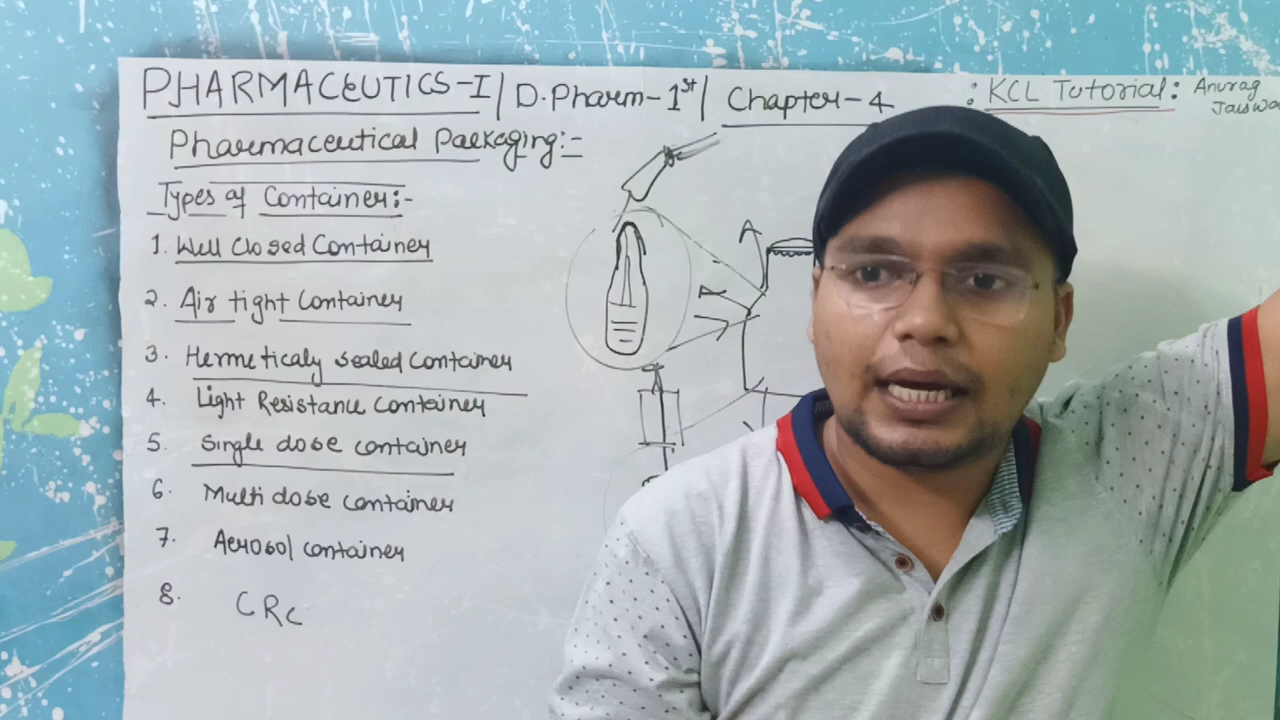 PHARMACEUTICS-I | D.Pharm-1st | Chapter-4 : KCL Tutorial: Anurag
Pharmaceutical Packaging:-
Types of Container:-
1. Well Closed Container
2. Air tight Container
3. Hermeticaly sealed Container
4. Light Resistance Container
5. Single dose container
6. Multi dose container
7. Aerosol container
8. CRC
A
A